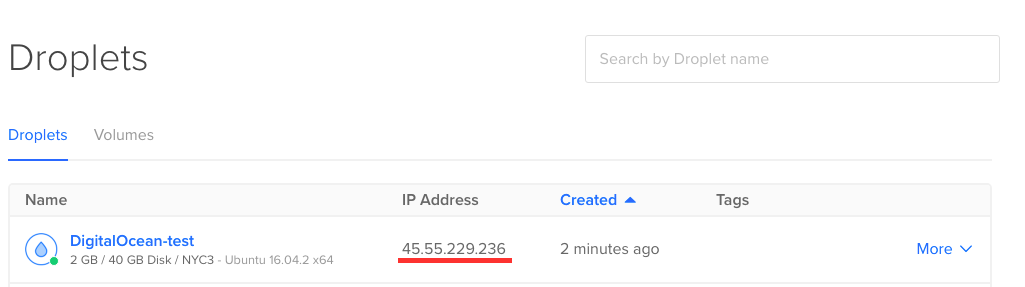 Droplets
Search by Droplet name
Droplets Volumes
Name IP Address Created Tags
DigitalOcean-test
2 GB / 40 GB Disk / NYC3 - Ubuntu 16.04.2 x64
45.55.229.236 2 minutes ago More